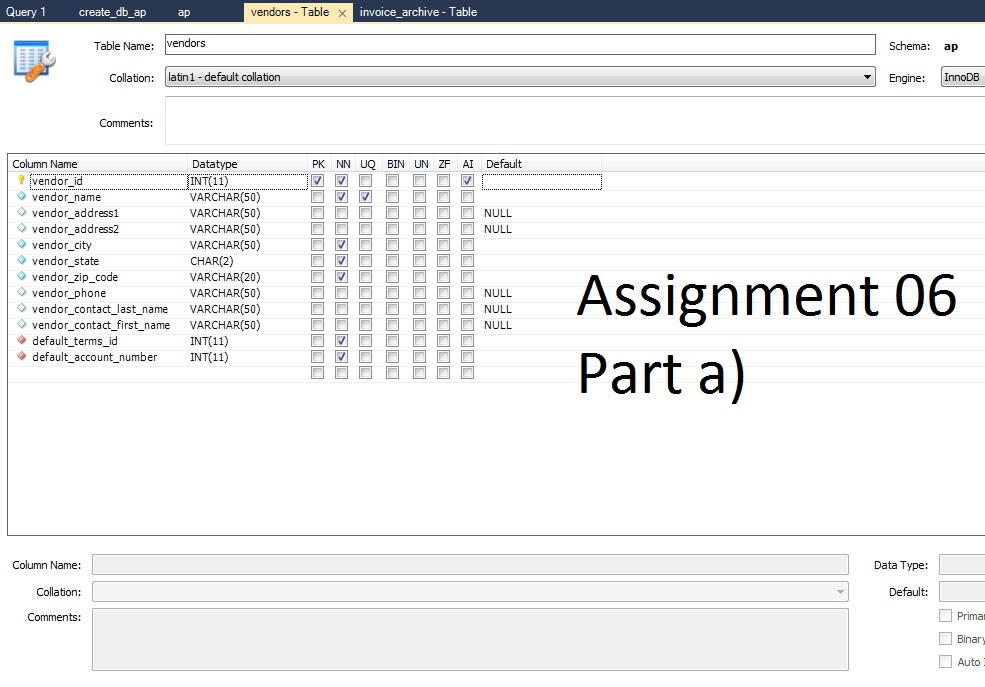 Query 1 create_db_ap ap vendors - Table invoice_archive - Table
Table Name: vendors Schema: ap
Collation: latin1 - default collation Engine: InnoDB
Comments:
Column Name Datatype PK NN UQ BIN UN ZF AI Default
vendor_id INT(11)
vendor_name VARCHAR(50)
vendor_address1 VARCHAR(50) NULL
vendor_address2 VARCHAR(50) NULL
vendor_city VARCHAR(50)
vendor_state CHAR(2)
vendor_zip_code VARCHAR(20)
vendor_phone VARCHAR(50) NULL
vendor_contact_last_name VARCHAR(50) NULL
vendor_contact_first_name VARCHAR(50) NULL
default_terms_id INT(11)
default_account_number INT(11)
Assignment 06
Part a)
Column Name: Data Type:
Collation: Default:
Comments: Primar
Binary
Auto I